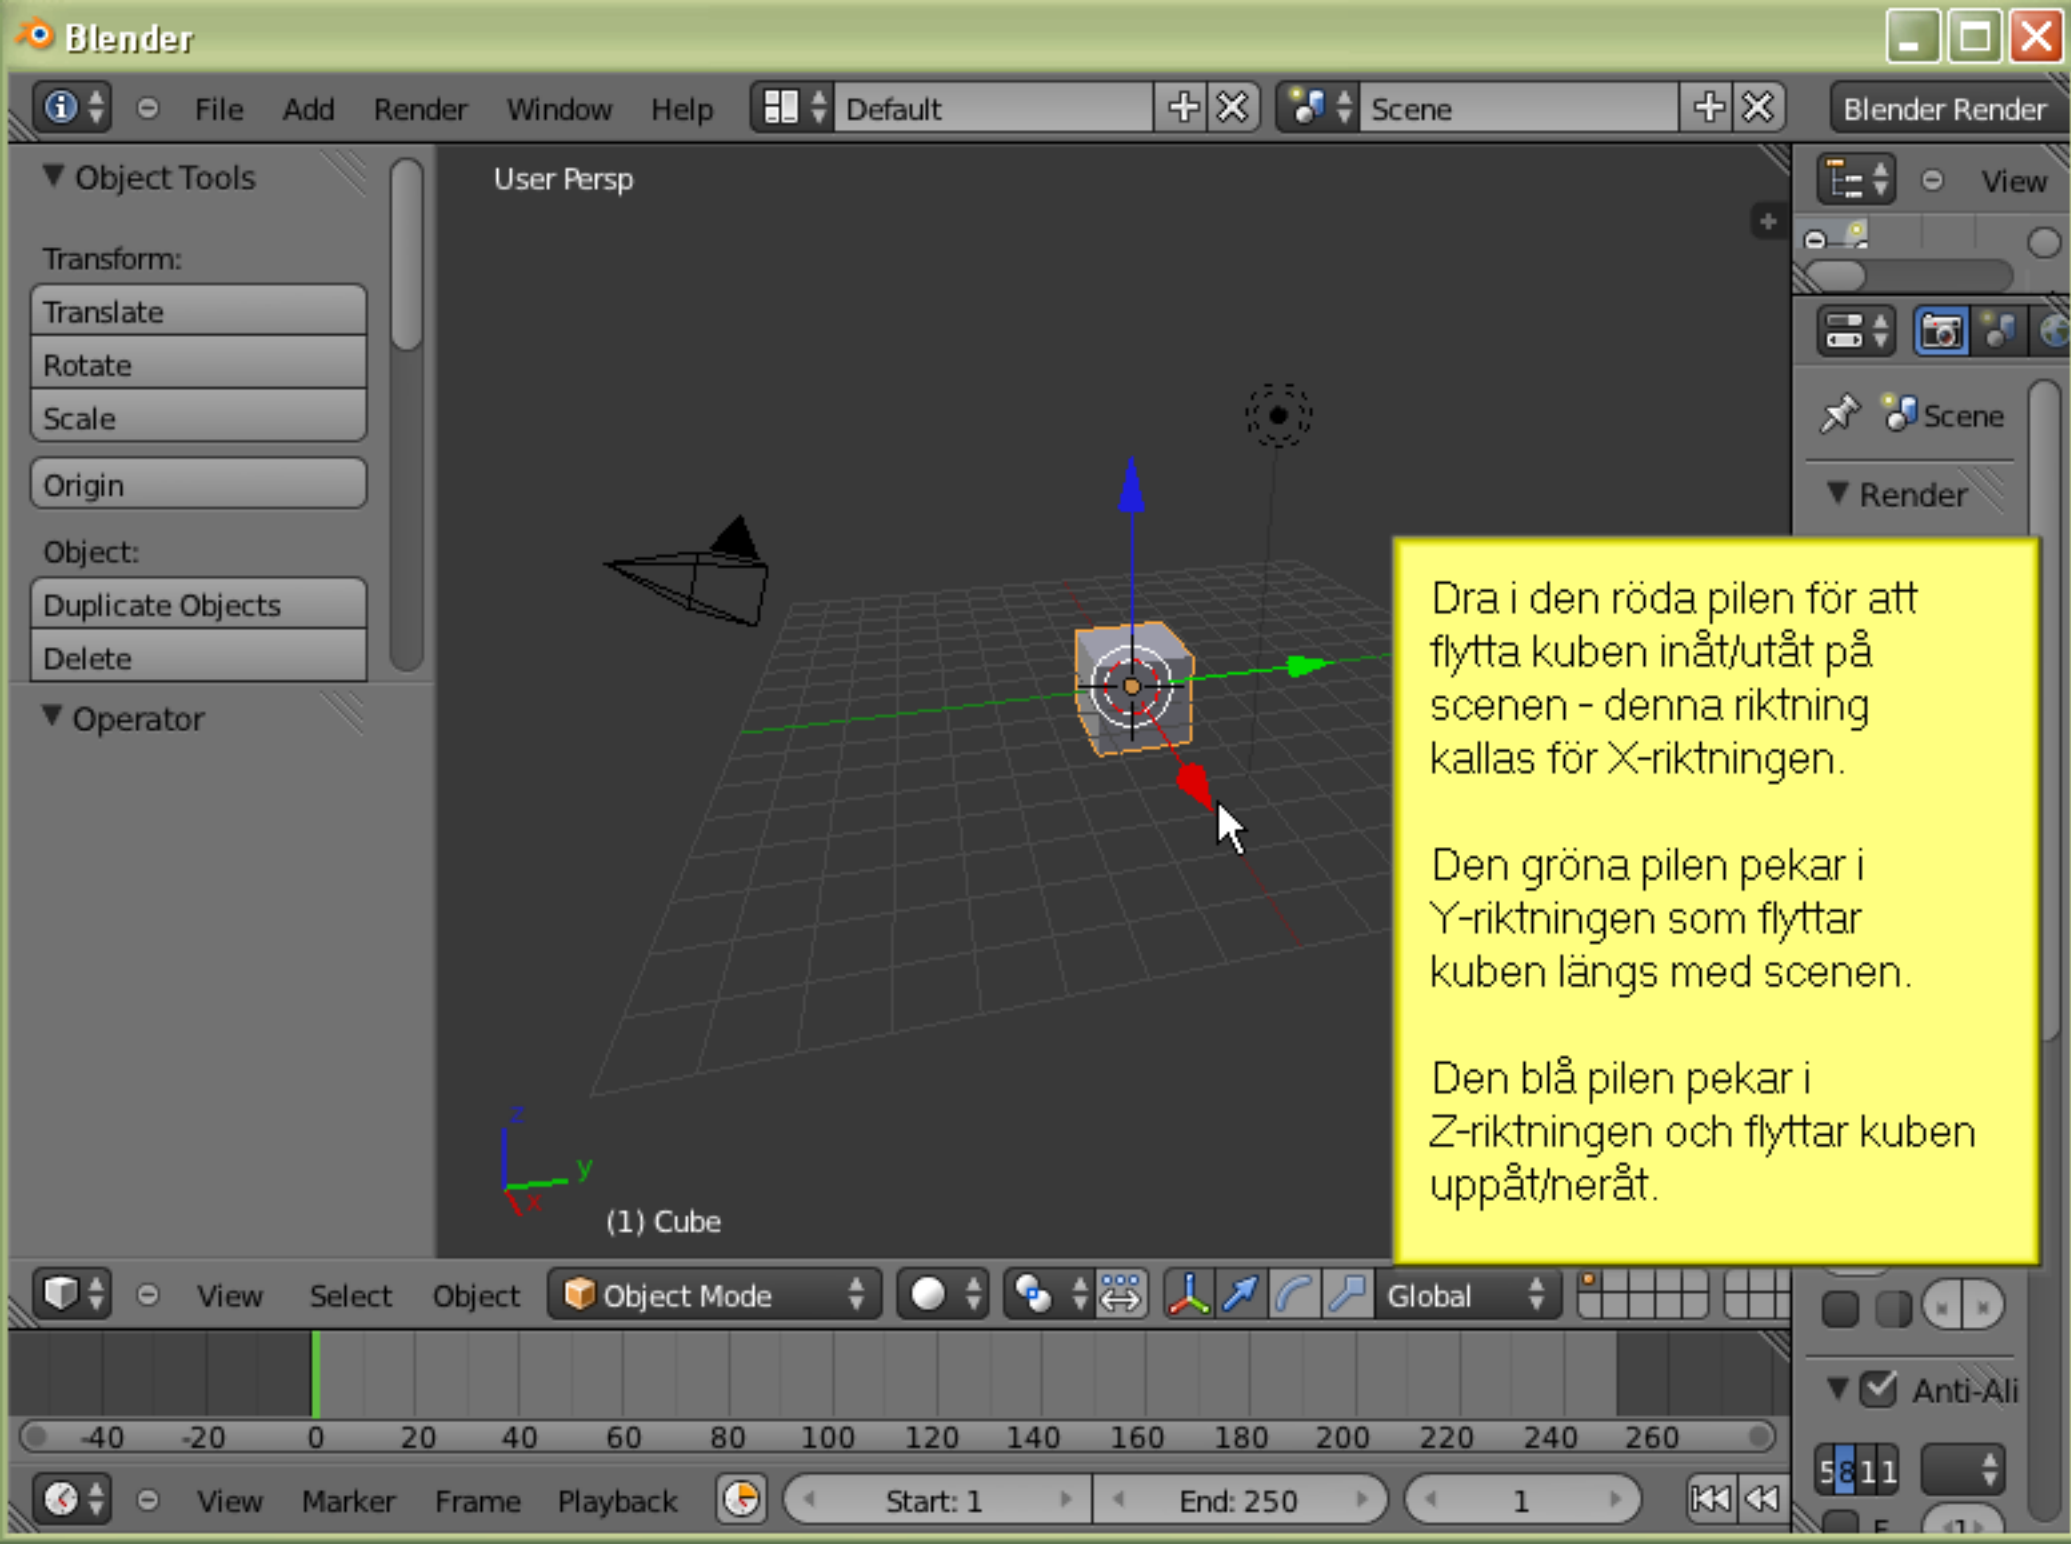 Blender
File Add Render Window Help Default Scene Blender Render
Object Tools
Transform:
Translate
Rotate
Scale
Origin
Object:
Duplicate Objects
Delete
Operator
User Persp
z
y
x
(1) Cube
View
Scene
Render
Dra i den röda pilen för att
flytta kuben inåt/utåt på
scenen - denna riktning
kallas för X-riktningen.
Den gröna pilen pekar i
Y-riktningen som flyttar
kuben längs med scenen.
Den blå pilen pekar i
Z-riktningen och flyttar kuben
uppåt/neråt.
Anti-Ali
5 8 1 1
View Select Object Object Mode Global
-40 -20 0 20 40 60 80 100 120 140 160 180 200 220 240 260
View Marker Frame Playback Start: 1 End: 250 1